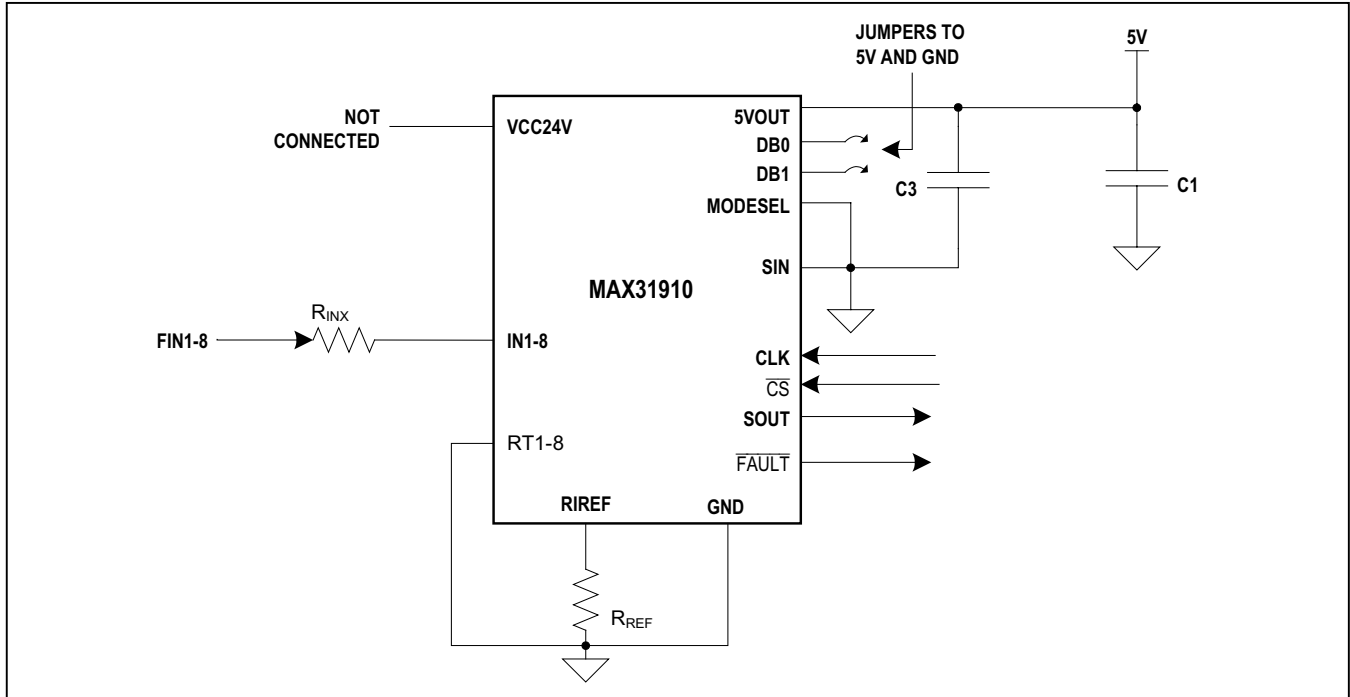 JUMPERS TO
5V AND GND
5V
NOT
CONNECTED
VCC24V
5VOUT
DB0
DB1
C3
C1
MODESEL
SIN
MAX31910
RINX
FIN1-8
IN1-8
CLK
CS
SOUT
RT1-8
FAULT
RIREF
GND
RREF